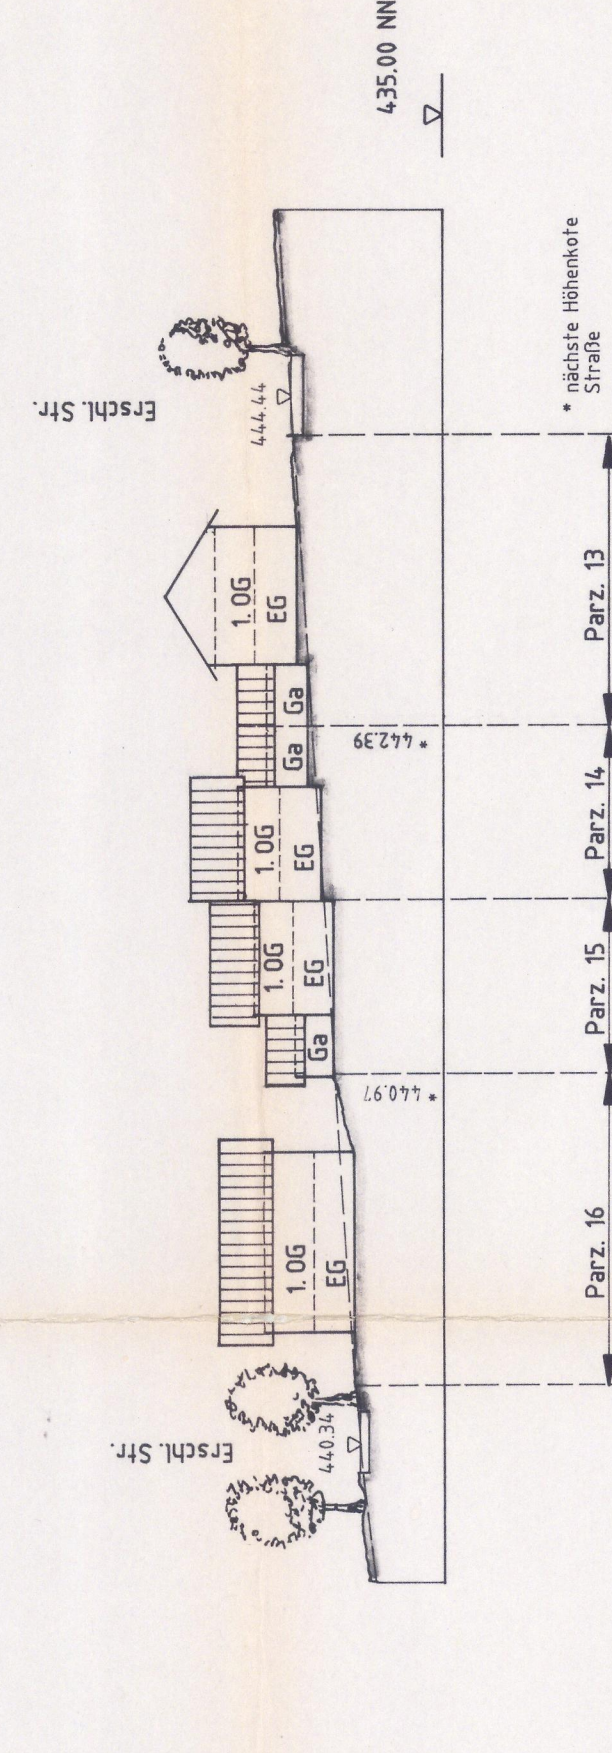 Erschl. Str.
440.34
Erschl. Str.
444.44
435,00 NN
1. OG
EG
1. OG
EG
Ga
1. OG
EG
Ga
Ga
1. OG
EG
* 440.97
* 442.39
* nächste Höhenkote
Straße
Parz. 16
Parz. 15
Parz. 14
Parz. 13